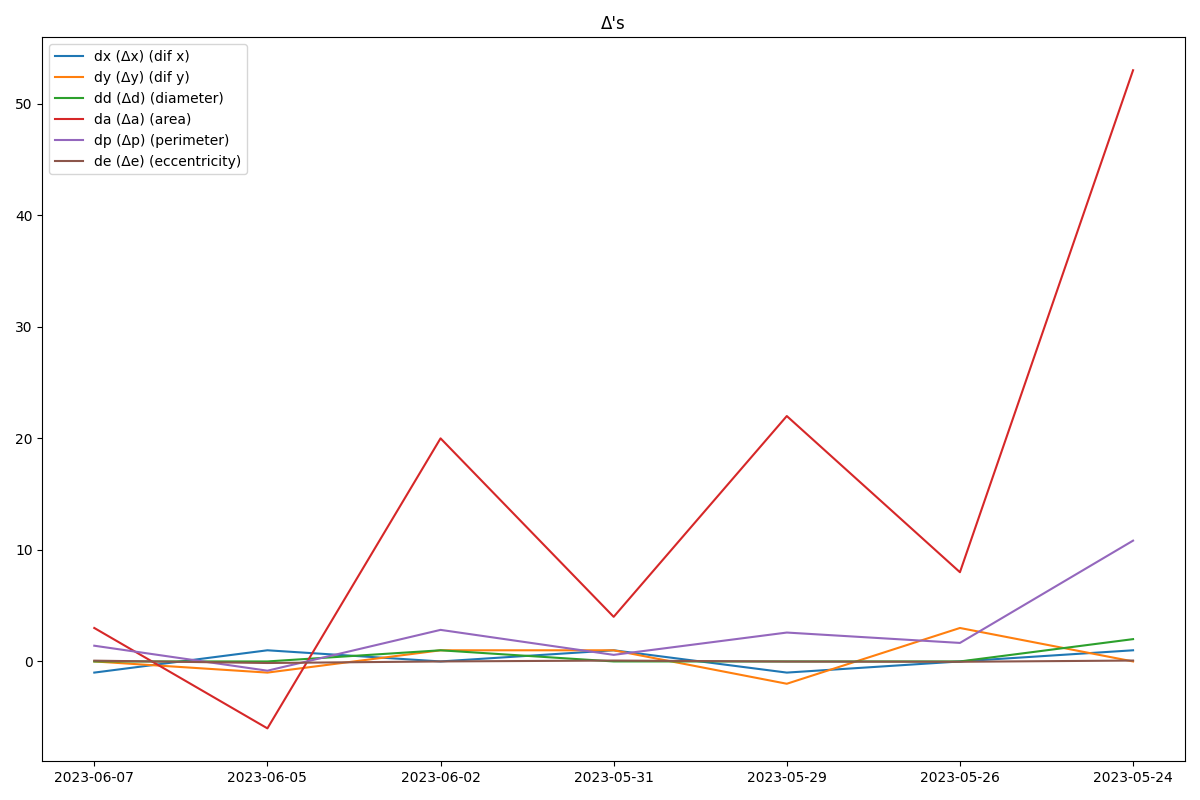 Δ's
dx (Δx) (dif x)
dy (Δy) (dif y)
dd (Δd) (diameter)
da (Δa) (area)
dp (Δp) (perimeter)
de (Δe) (eccentricity)
50
40
30
20
10
0
2023-06-07 2023-06-05 2023-06-02 2023-05-31 2023-05-29 2023-05-26 2023-05-24